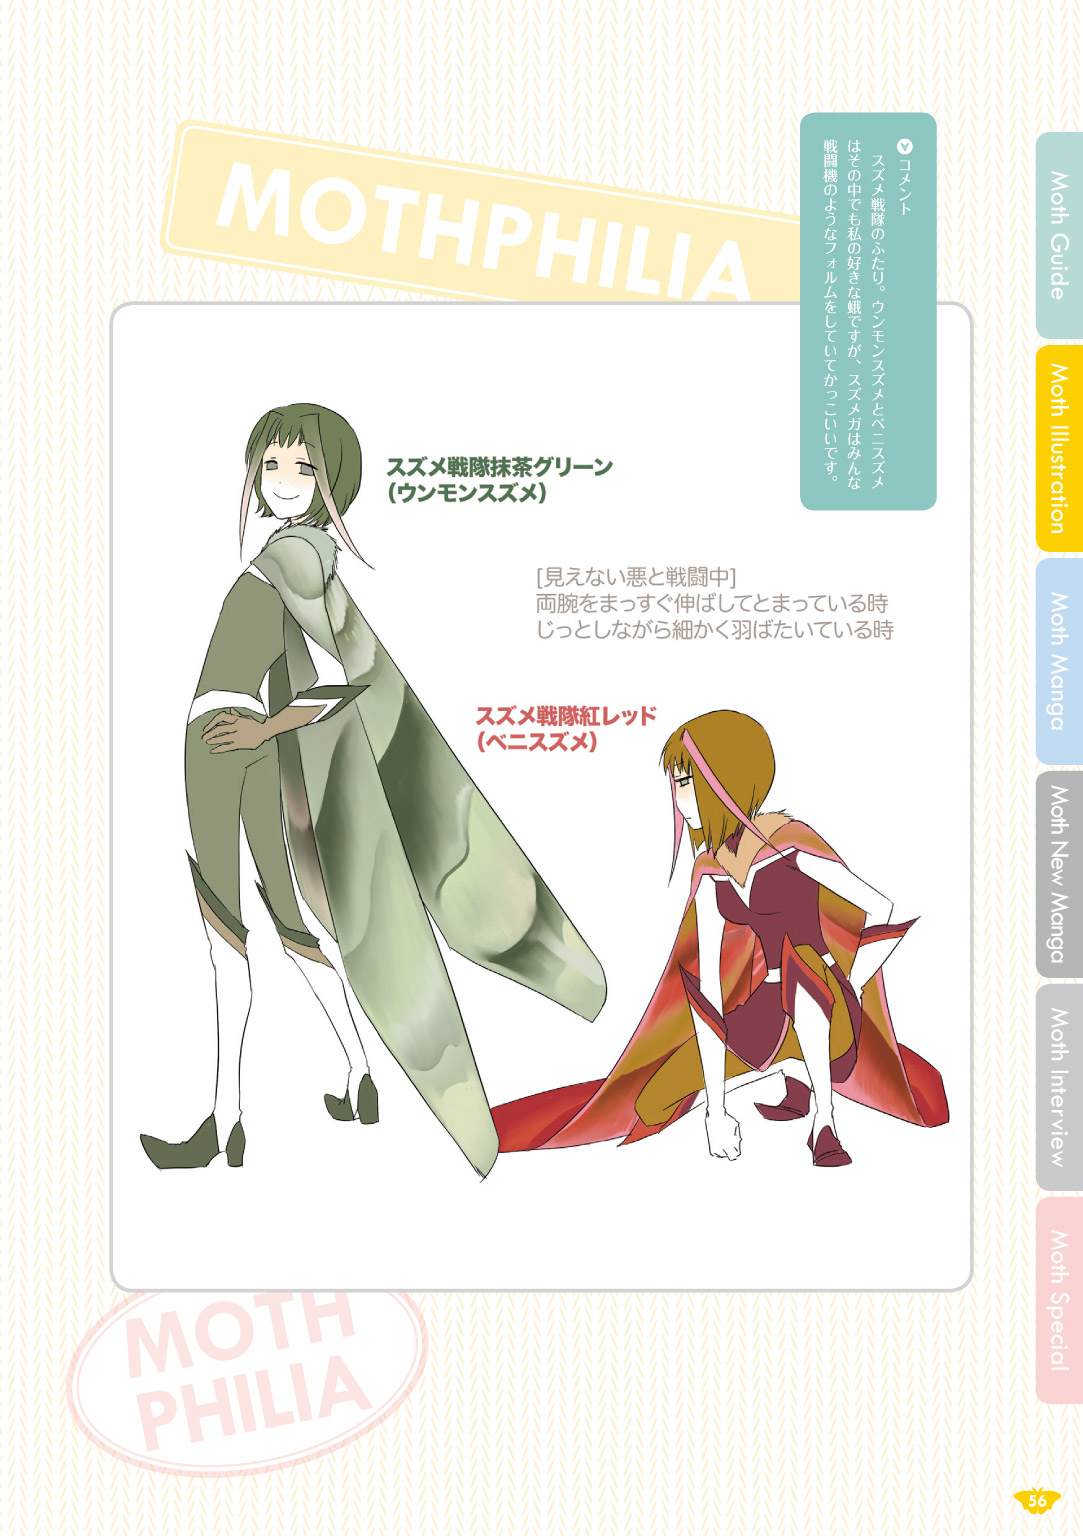 MOTHPHILIA
コメント
スズメ戦隊のふたり。ウンモンスズメとベニスズメ
はその中でも私の好きな蛾ですが、スズメガはみんな
戦闘機のようなフォルムをしていてかっこいいです。
スズメ戦隊抹茶グリーン
（ウンモンスズメ）
[見えない悪と戦闘中]
両腕をまっすぐ伸ばしてとまっている時
じっとしながら細かく羽ばたいている時
スズメ戦隊紅レッド
（ベニスズメ）
MOTH
PHILIA
Moth Guide
Moth Illustration
Moth Manga
Moth New Manga
Moth Interview
Moth Special
56